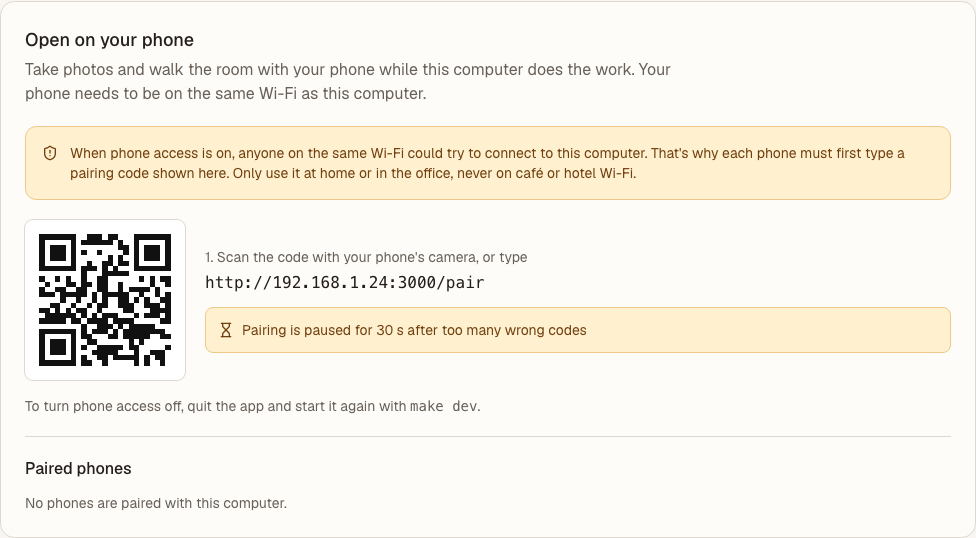 Open on your phone
Take photos and walk the room with your phone while this computer does the work. Your
phone needs to be on the same Wi-Fi as this computer.
When phone access is on, anyone on the same Wi-Fi could try to connect to this computer. That's why each phone must first type a
pairing code shown here. Only use it at home or in the office, never on café or hotel Wi-Fi.
1. Scan the code with your phone's camera, or type
http://192.168.1.24:3000/pair
Pairing is paused for 30 s after too many wrong codes
To turn phone access off, quit the app and start it again with make dev.
Paired phones
No phones are paired with this computer.